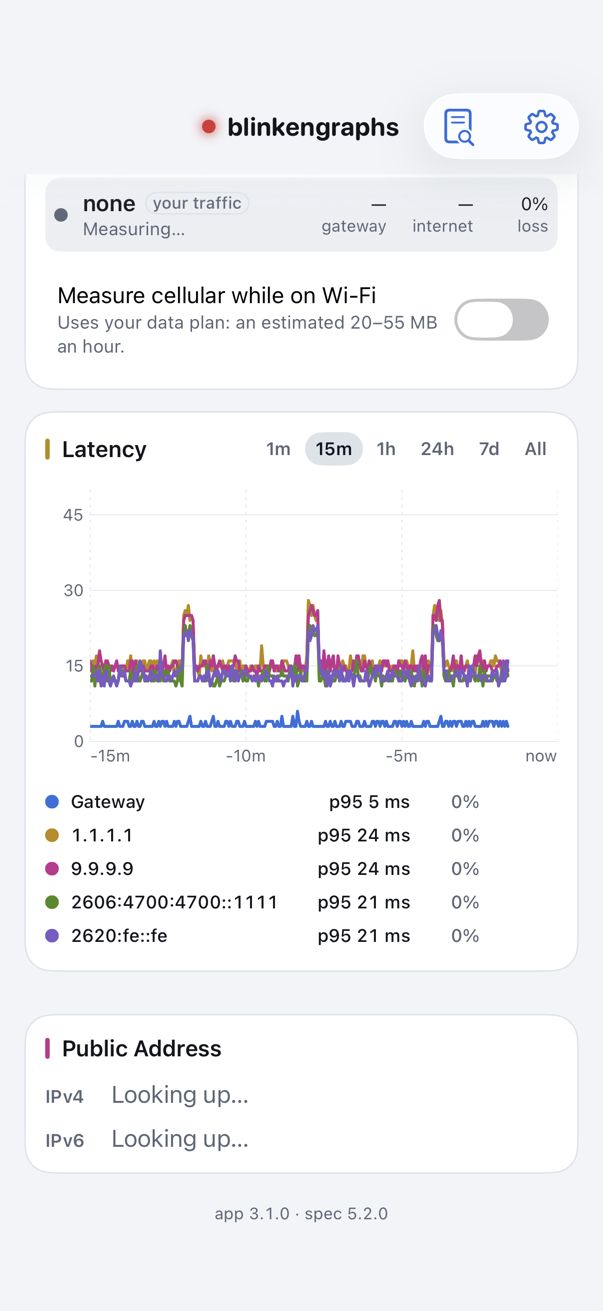 blinkengraphs
none your traffic — — 0%
Measuring... gateway internet loss
Measure cellular while on Wi-Fi
Uses your data plan: an estimated 20–55 MB
an hour.
Latency 1m 15m 1h 24h 7d All
45
30
15
0
-15m -10m -5m now
Gateway p95 5 ms 0%
1.1.1.1 p95 24 ms 0%
9.9.9.9 p95 24 ms 0%
2606:4700:4700::1111 p95 21 ms 0%
2620:fe::fe p95 21 ms 0%
Public Address
IPv4 Looking up...
IPv6 Looking up...
app 3.1.0 · spec 5.2.0